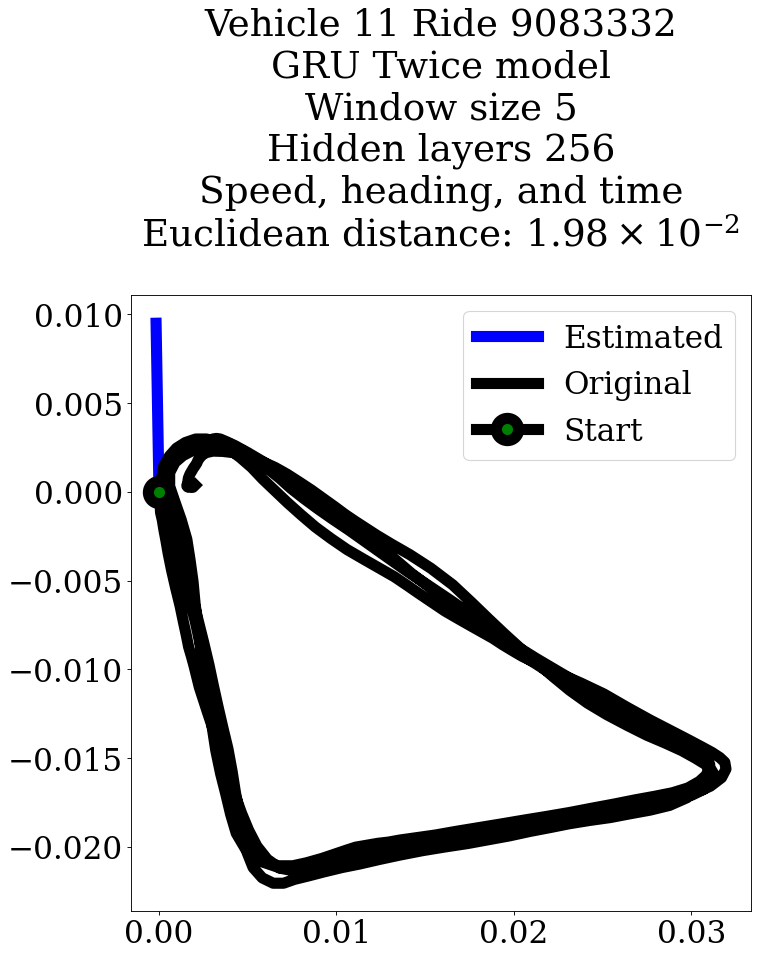 Vehicle 11 Ride 9083332
GRU Twice model
Window size 5
Hidden layers 256
Speed, heading, and time
Euclidean distance: 1.98 × 10⁻²
Estimated
Original
Start
0.010
0.005
0.000
−0.005
−0.010
−0.015
−0.020
0.00 0.01 0.02 0.03